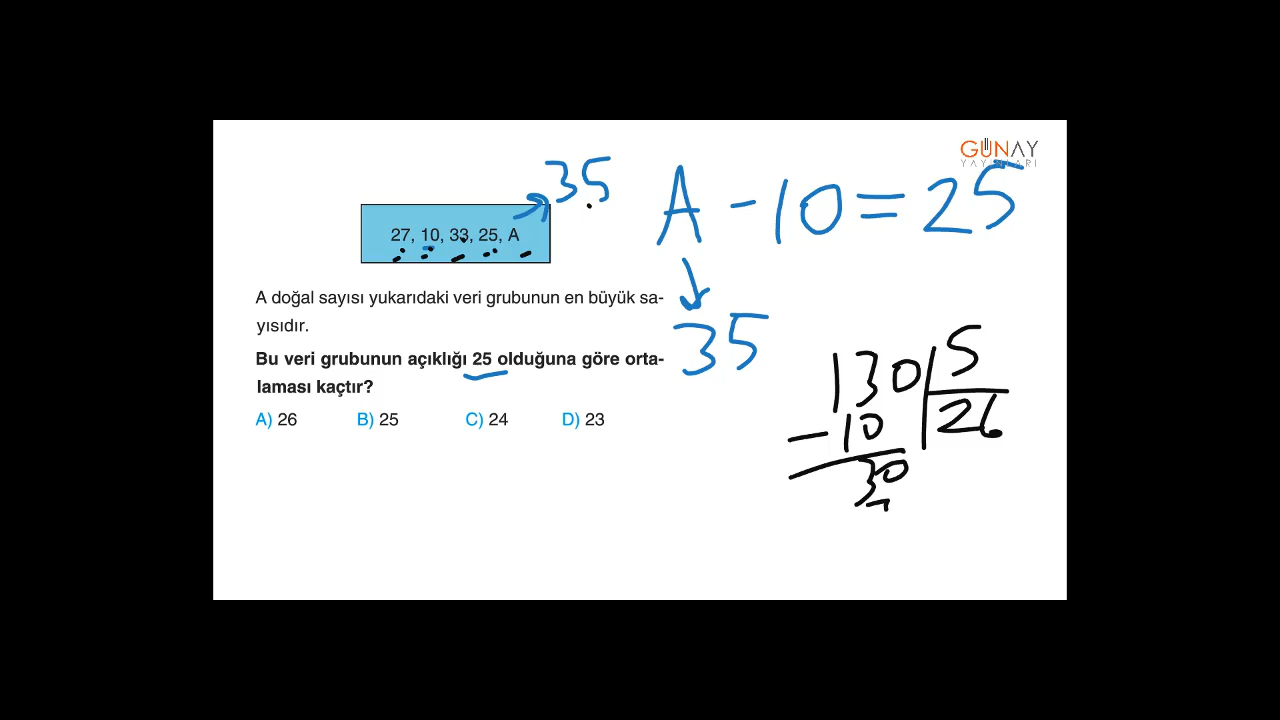 GÜNAY
YAYINLARI
35
A - 10 = 25
27, 10, 33, 25, A
A doğal sayısı yukarıdaki veri grubunun en büyük sa-
yısıdır.
35
Bu veri grubunun açıklığı 25 olduğuna göre orta-
laması kaçtır?
A) 26 B) 25 C) 24 D) 23
130 5
- 10 26
30